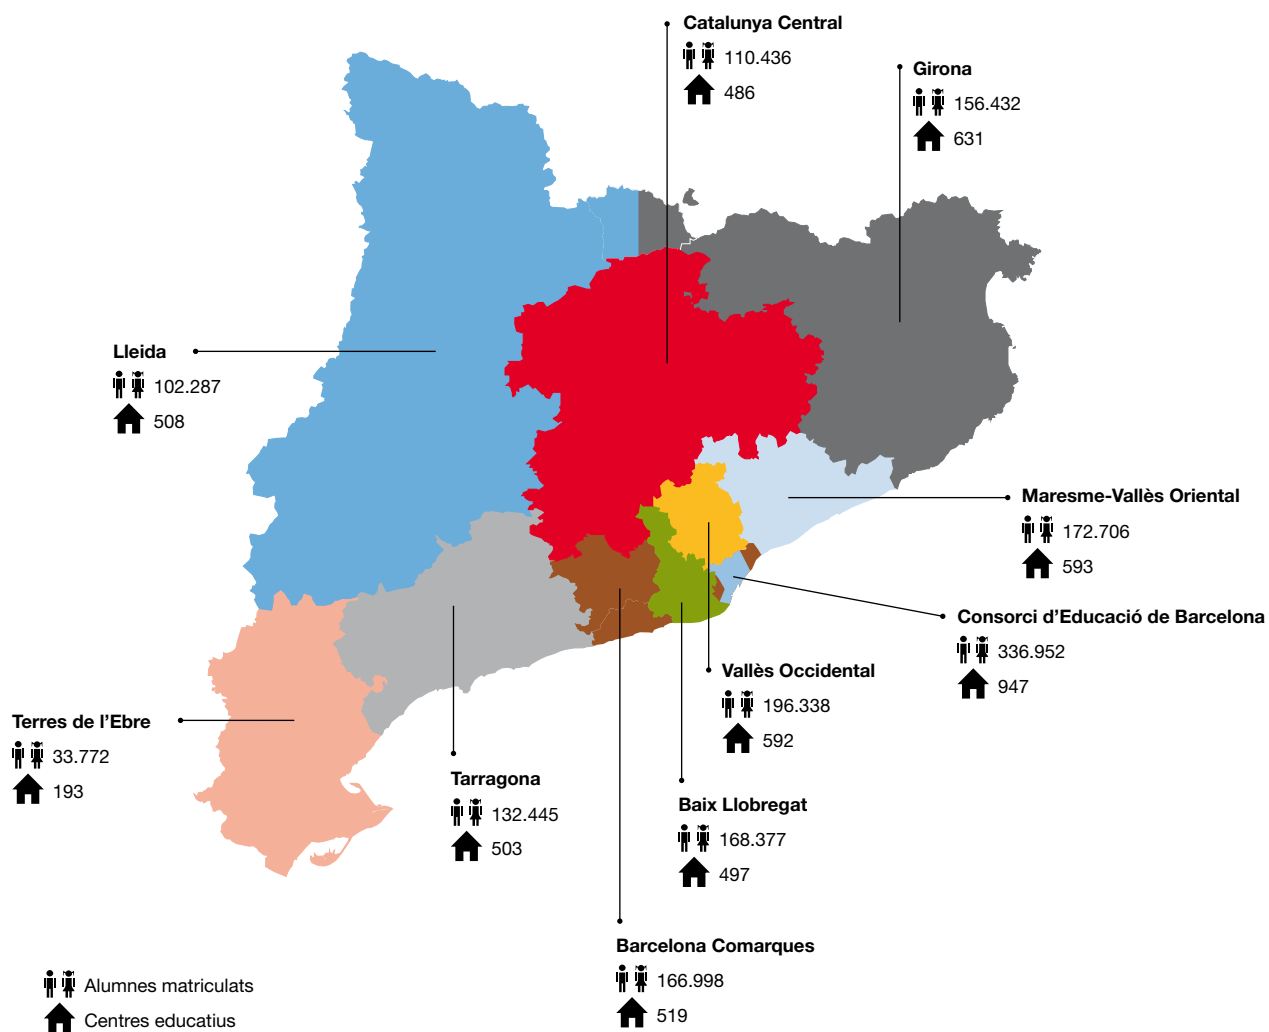 Catalunya Central
110.436
486
Girona
156.432
631
Lleida
102.287
508
Maresme-Vallès Oriental
172.706
593
Consorci d’Educació de Barcelona
336.952
947
Vallès Occidental
196.338
592
Terres de l’Ebre
33.772
193
Tarragona
132.445
503
Baix Llobregat
168.377
497
Barcelona Comarques
166.998
519
Alumnes matriculats
Centres educatius